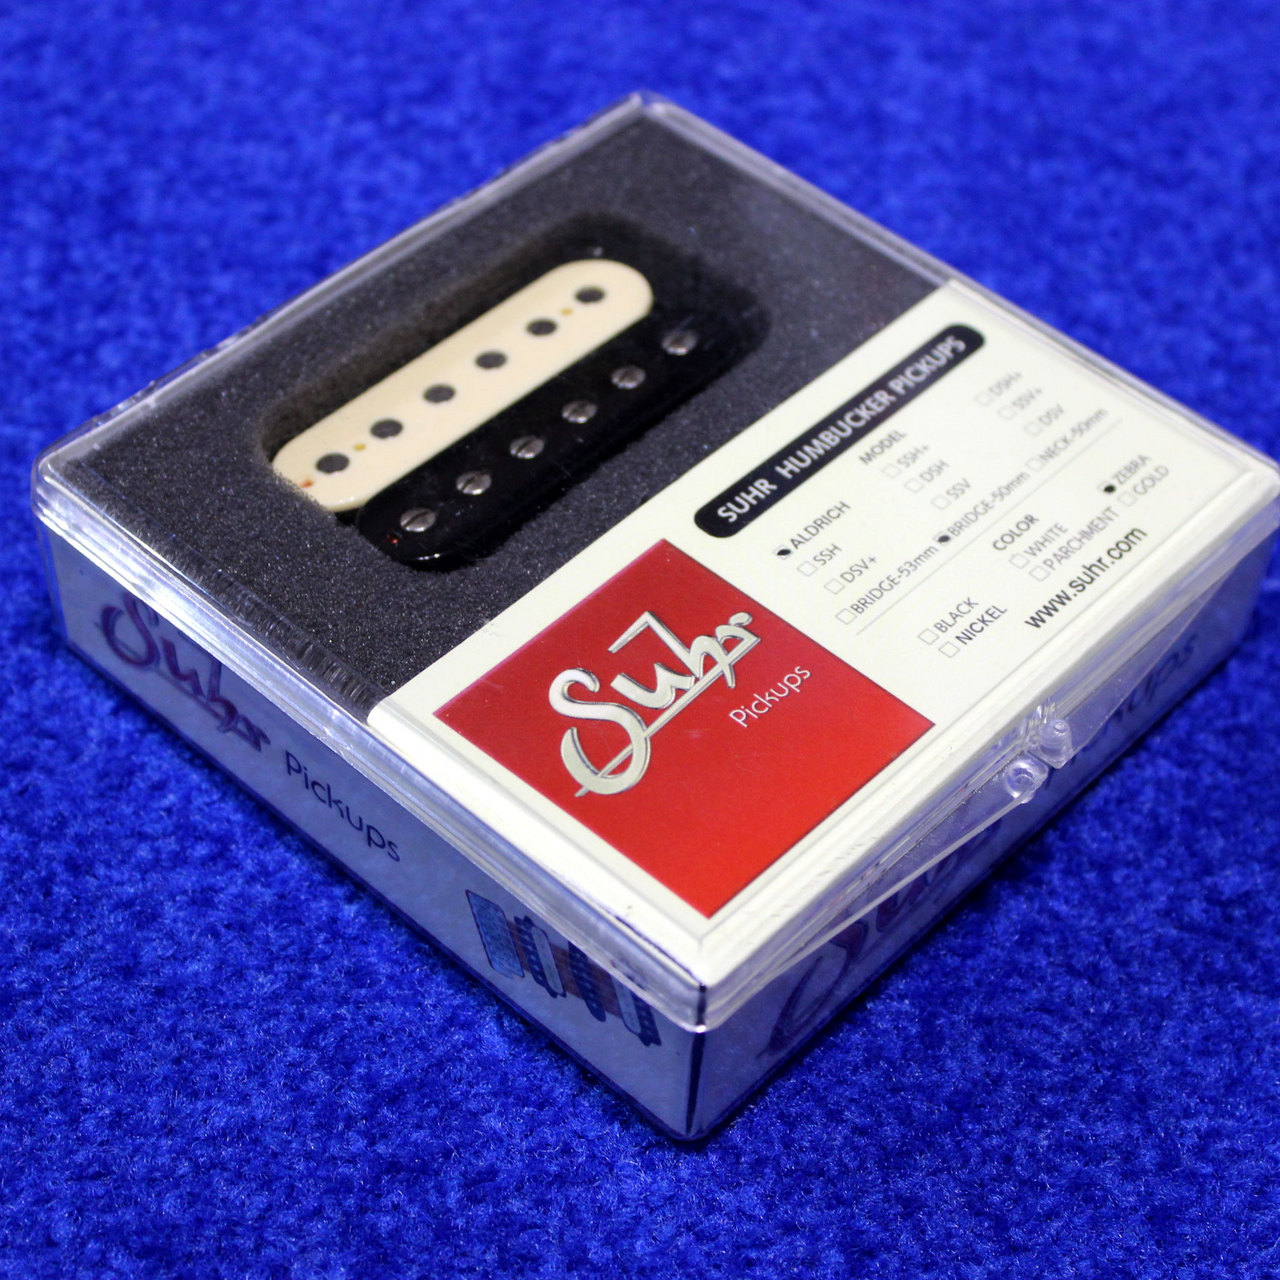 SUHR HUMBUCKER PICKUPS
MODEL
ALDRICH SSH+ DSH+
SSH DSH SSV+
DSV+ SSV DSV
BRIDGE-53mm BRIDGE-50mm NECK-50mm
COLOR
BLACK WHITE ZEBRA
NICKEL PARCHMENT GOLD
www.suhr.com
Suhr
Pickups
Suhr
Pickups